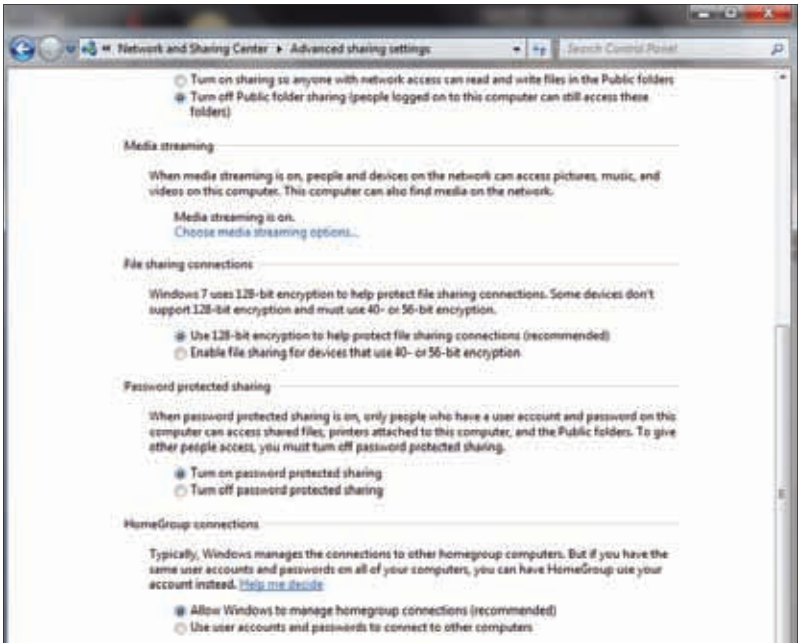 « Network and Sharing Center ▸ Advanced sharing settings
Search Control Panel
Turn on sharing so anyone with network access can read and write files in the Public folders
Turn off Public folder sharing (people logged on to this computer can still access these
folders)
Media streaming
When media streaming is on, people and devices on the network can access pictures, music, and
videos on this computer. This computer can also find media on the network.
Media streaming is on.
Choose media streaming options...
File sharing connections
Windows 7 uses 128-bit encryption to help protect file sharing connections. Some devices don't
support 128-bit encryption and must use 40- or 56-bit encryption.
Use 128-bit encryption to help protect file sharing connections (recommended)
Enable file sharing for devices that use 40- or 56-bit encryption
Password protected sharing
When password protected sharing is on, only people who have a user account and password on this
computer can access shared files, printers attached to this computer, and the Public folders. To give
other people access, you must turn off password protected sharing.
Turn on password protected sharing
Turn off password protected sharing
HomeGroup connections
Typically, Windows manages the connections to other homegroup computers. But if you have the
same user accounts and passwords on all of your computers, you can have HomeGroup use your
account instead. Help me decide
Allow Windows to manage homegroup connections (recommended)
Use user accounts and passwords to connect to other computers